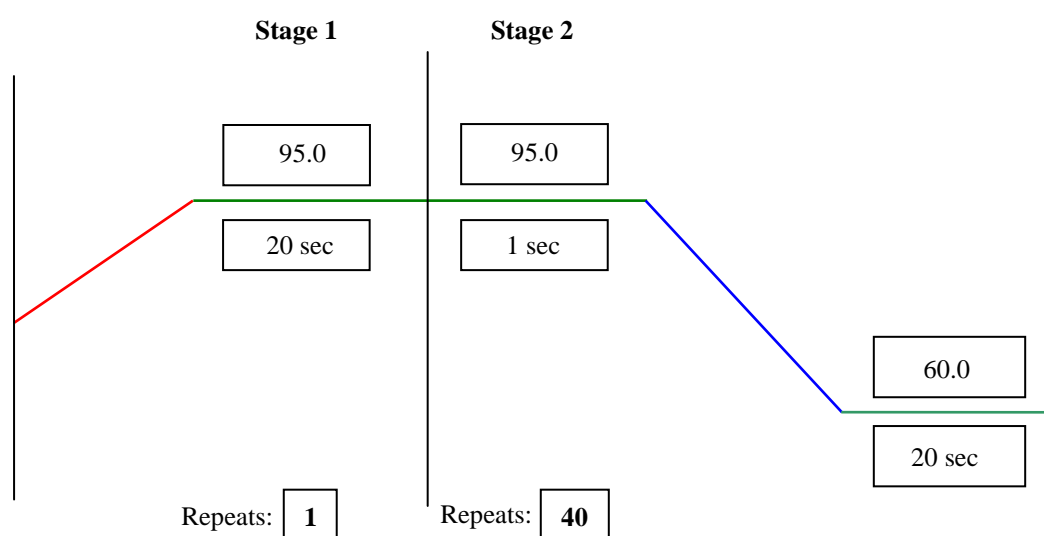 Stage 1
Stage 2
95.0
95.0
20 sec
1 sec
60.0
20 sec
Repeats: 1
Repeats: 40